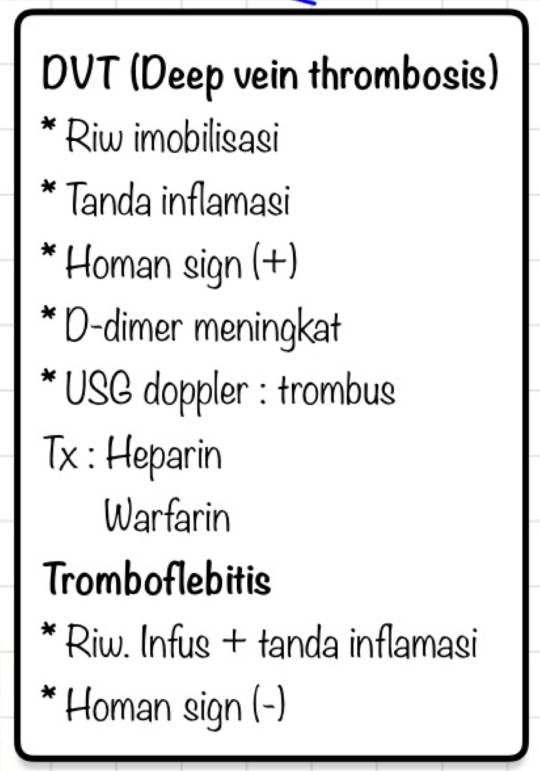 DVT (Deep vein thrombosis)
* Riw imobilisasi
* Tanda inflamasi
* Homan sign (+)
* D-dimer meningkat
* USG doppler : trombus
Tx : Heparin
Warfarin
Tromboflebitis
* Riw. Infus + tanda inflamasi
* Homan sign (-)